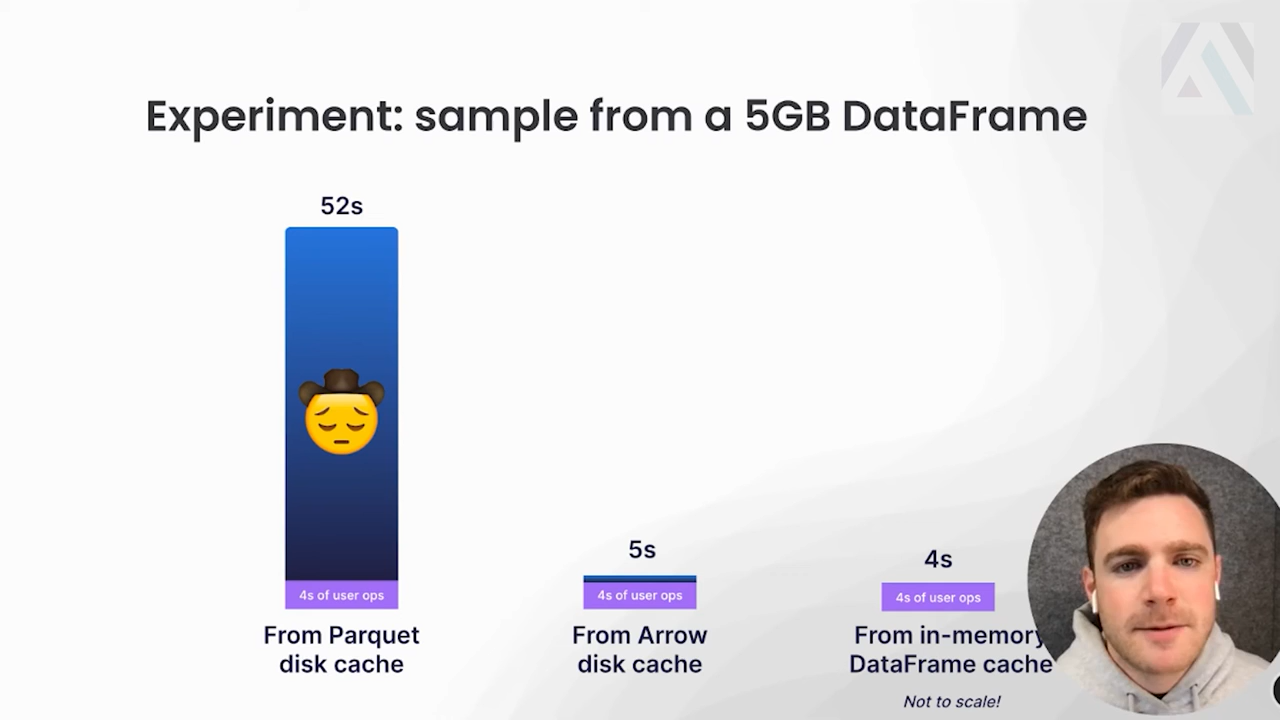 Experiment: sample from a 5GB DataFrame
52s
4s of user ops
From Parquet
disk cache
5s
4s of user ops
From Arrow
disk cache
4s
4s of user ops
From in-memory
DataFrame cache
Not to scale!